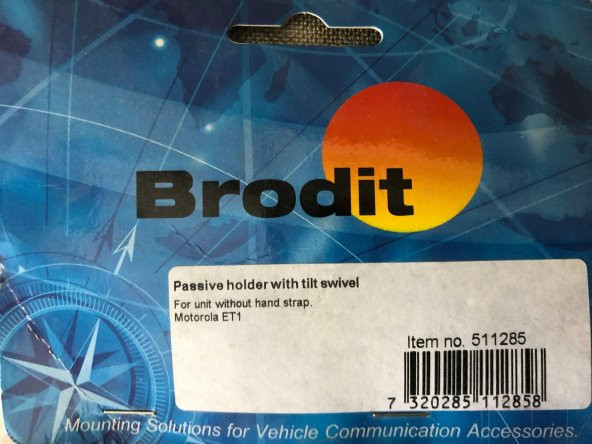 Brodit
Passive holder with tilt swivel
For unit without hand strap.
Motorola ET1
Item no. 511285
7 320285 112858
Mounting Solutions for Vehicle Communication Accessories.